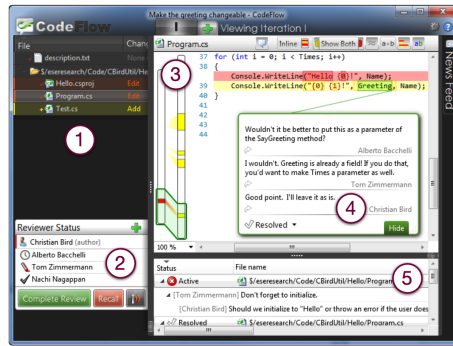 Make the greeting changeable - CodeFlow
CodeFlow
Viewing Iteration I
File
description.txt
$/eseresearch/Code/CBirdUtil/He
Hello.csproj Edit
Program.cs Edit
Test.cs Add
1
Reviewer Status
Christian Bird (author)
Alberto Bacchelli
Tom Zimmermann
Nachi Nagappan
2
Complete Review Recall
Program.cs
Inline Show Both a=b ab
37 for (int i = 0; i < Times; i++)
38 {
Console.WriteLine("Hello {0}!", Name);
39 Console.WriteLine("{0} {1}!", Greeting, Name);
40 }
41
42
43
44
3
Wouldn't it be better to put this as a parameter of
the SayGreeting method?
Alberto Bacchelli
I wouldn't. Greeting is already a field! If you do that,
you'd want to make Times a parameter as well.
Tom Zimmermann
Good point. I'll leave it as is.
Christian Bird
4
Resolved
Hide
100 %
Status File name
5
Active $/eseresearch/Code/CBirdUtil/Hello/Program.cs
[Tom Zimmermann] Don't forget to initialize.
[Christian Bird] Should we initialize to "Hello" or throw an error if the user does
Resolved $/eseresearch/Code/CBirdUtil/Hello/Program.cs
News Feed